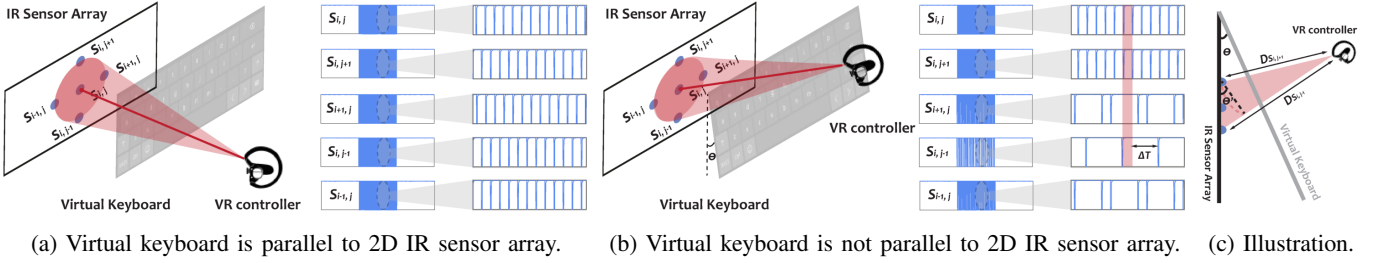 IR Sensor Array
Si, j+1
Si+1, j
Si, j
Si-1, j
Si, j-1
Virtual Keyboard
VR controller
Si, j
Si, j+1
Si+1, j
Si, j-1
Si-1, j
(a) Virtual keyboard is parallel to 2D IR sensor array.
IR Sensor Array
Si, j+1
Si+1, j
Si, j
Si-1, j
Si, j-1
VR controller
Θ
Virtual Keyboard
Si, j
Si, j+1
Si+1, j
Si, j-1
ΔT
Si-1, j
(b) Virtual keyboard is not parallel to 2D IR sensor array.
VR controller
Θ
Θ
IR Sensor Array
Virtual Keyboard
(c) Illustration.